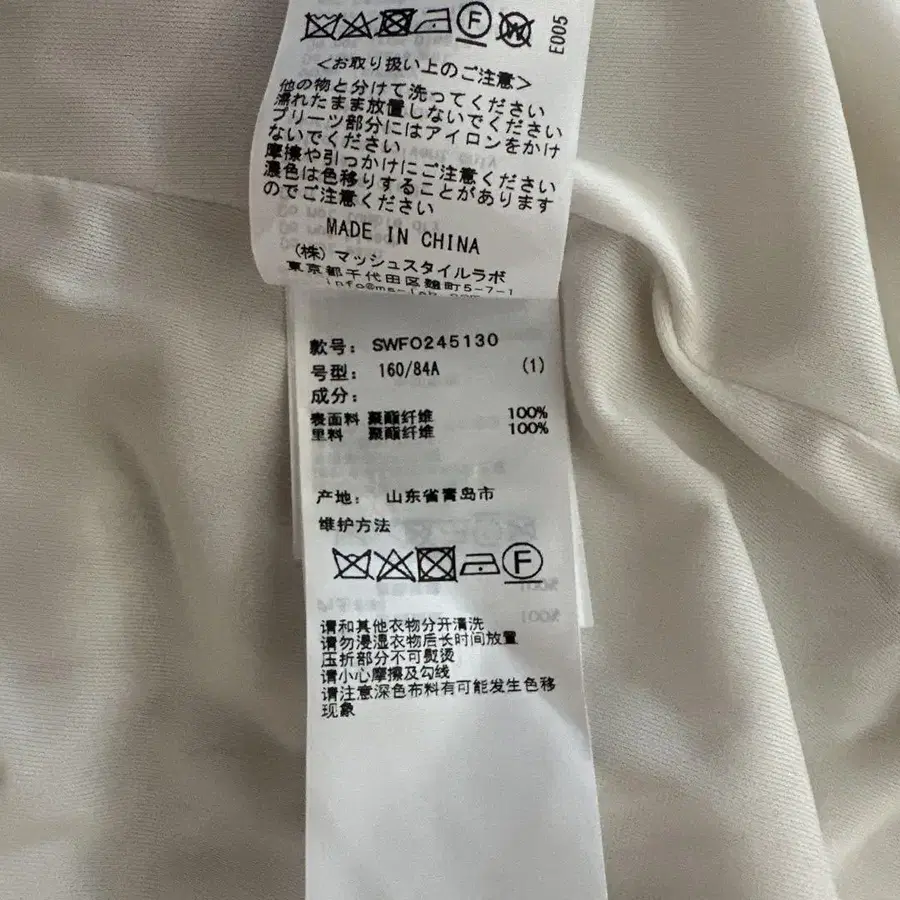 E005
<お取り扱い上のご注意>
他の物と分けて洗ってください
濡れたまま放置しないでください
プリーツ部分にはアイロンをかけ
ないでください
摩擦や引っかけにご注意ください
濃色は色移りすることがあります
のでご注意ください
MADE IN CHINA
(株)マッシュスタイルラボ
東京都千代田区麹町5-7-1
款号: SWFO245130
号型: 160/84A (1)
成分:
表面料 聚酯纤维 100%
里料 聚酯纤维 100%
产地: 山东省青岛市
维护方法
F
请和其他衣物分开清洗
请勿浸湿衣物后长时间放置
压折部分不可熨烫
请小心摩擦及勾线
请注意深色布料有可能发生色移
现象